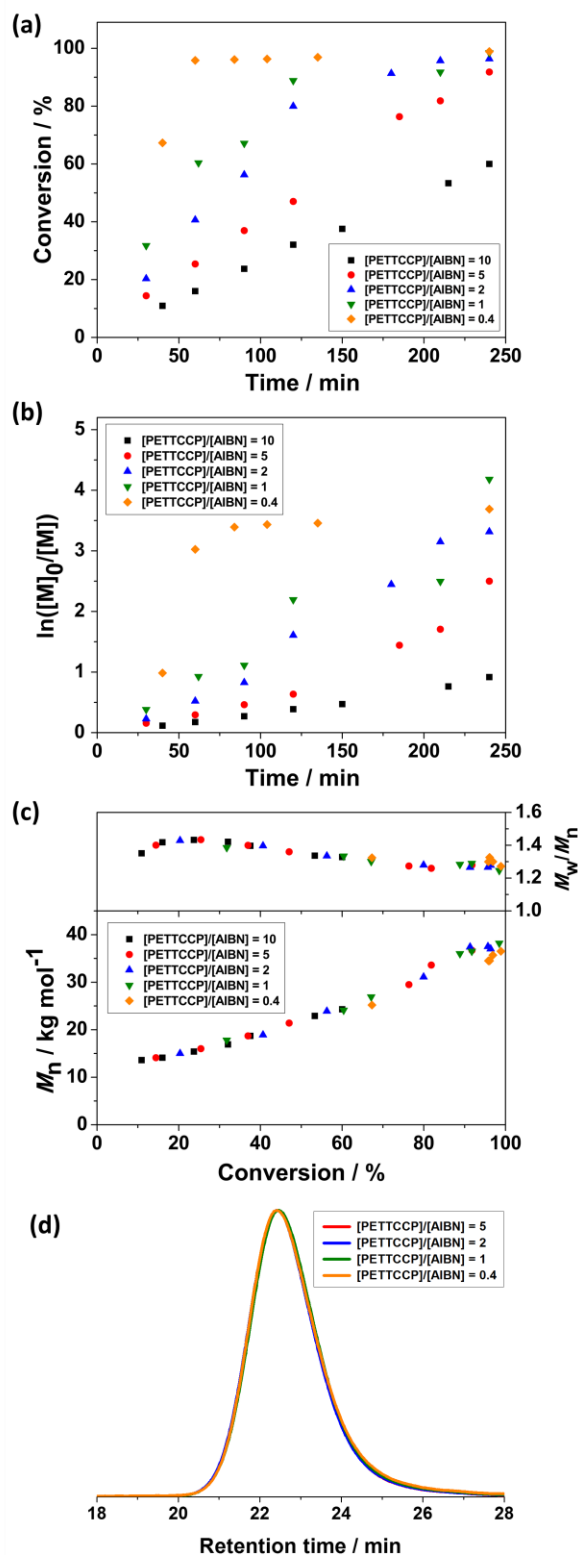 (a)
100
80
60
40
20
0
Conversion / %
[PETTCCP]/[AIBN] = 10
[PETTCCP]/[AIBN] = 5
[PETTCCP]/[AIBN] = 2
[PETTCCP]/[AIBN] = 1
[PETTCCP]/[AIBN] = 0.4
0 50 100 150 200 250
Time / min
(b)
5
4
3
2
1
0
ln([M]0/[M])
[PETTCCP]/[AIBN] = 10
[PETTCCP]/[AIBN] = 5
[PETTCCP]/[AIBN] = 2
[PETTCCP]/[AIBN] = 1
[PETTCCP]/[AIBN] = 0.4
0 50 100 150 200 250
Time / min
(c)
1.6
1.4
1.2
1.0
Mw/Mn
40
30
20
10
0
Mn / kg mol-1
[PETTCCP]/[AIBN] = 10
[PETTCCP]/[AIBN] = 5
[PETTCCP]/[AIBN] = 2
[PETTCCP]/[AIBN] = 1
[PETTCCP]/[AIBN] = 0.4
0 20 40 60 80 100
Conversion / %
(d)
[PETTCCP]/[AIBN] = 5
[PETTCCP]/[AIBN] = 2
[PETTCCP]/[AIBN] = 1
[PETTCCP]/[AIBN] = 0.4
18 20 22 24 26 28
Retention time / min